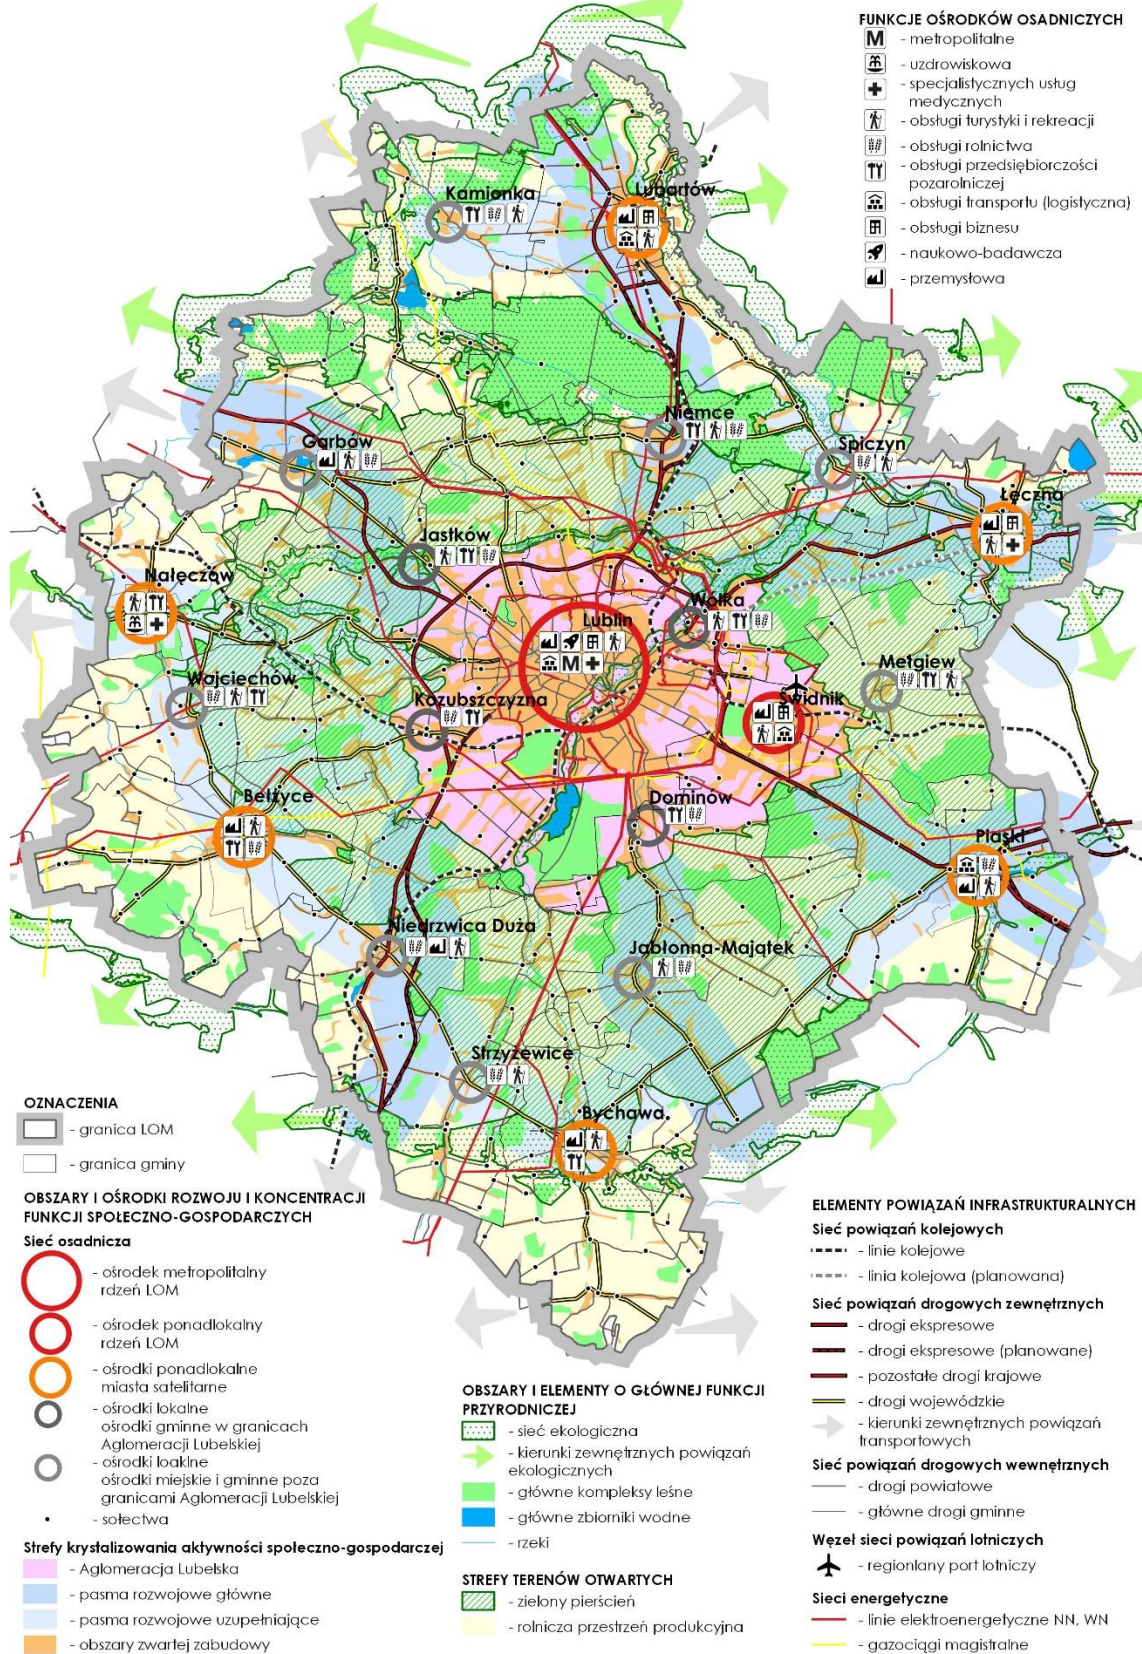 FUNKCJE OŚRODKÓW OSADNICZYCH
M - metropolitalne
- uzdrowiskowa
- specjalistycznych usług
medycznych
- obsługi turystyki i rekreacji
- obsługi rolnictwa
- obsługi przedsiębiorczości
pozarolniczej
- obsługi transportu (logistyczna)
- obsługi biznesu
- naukowo-badawcza
- przemysłowa
Kamionka
Lubartów
Niemce
Garbów
Spiczyn
Łęczna
Jastków
Nałęczów
Wólka
Lublin
M
Mełgiew
Wojciechów
Kozubszczyzna
Świdnik
Bełżyce
Dominów
Piaski
Niedrzwica Duża
Jabłonna-Majątek
Strzyżewice
Bychawa
OZNACZENIA
- granica LOM
- granica gminy
OBSZARY I OŚRODKI ROZWOJU I KONCENTRACJI
FUNKCJI SPOŁECZNO-GOSPODARCZYCH
Sieć osadnicza
- ośrodek metropolitalny
rdzeń LOM
- ośrodek ponadlokalny
rdzeń LOM
- ośrodki ponadlokalne
miasta satelitarne
- ośrodki lokalne
ośrodki gminne w granicach
Aglomeracji Lubelskiej
- ośrodki loaklne
ośrodki miejskie i gminne poza
granicami Aglomeracji Lubelskiej
- sołectwa
Strefy krystalizowania aktywności społeczno-gospodarczej
- Aglomeracja Lubelska
- pasma rozwojowe główne
- pasma rozwojowe uzupełniające
- obszary zwartej zabudowy
OBSZARY I ELEMENTY O GŁÓWNEJ FUNKCJI
PRZYRODNICZEJ
- sieć ekologiczna
- kierunki zewnętrznych powiązań
ekologicznych
- główne kompleksy leśne
- główne zbiorniki wodne
- rzeki
STREFY TERENÓW OTWARTYCH
- zielony pierścień
- rolnicza przestrzeń produkcyjna
ELEMENTY POWIĄZAŃ INFRASTRUKTURALNYCH
Sieć powiązań kolejowych
- linie kolejowe
- linia kolejowa (planowana)
Sieć powiązań drogowych zewnętrznych
- drogi ekspresowe
- drogi ekspresowe (planowane)
- pozostałe drogi krajowe
- drogi wojewódzkie
- kierunki zewnętrznych powiązań
transportowych
Sieć powiązań drogowych wewnętrznych
- drogi powiatowe
- główne drogi gminne
Węzeł sieci powiązań lotniczych
- regionlany port lotniczy
Sieci energetyczne
- linie elektroenergetyczne NN, WN
- gazociągi magistralne